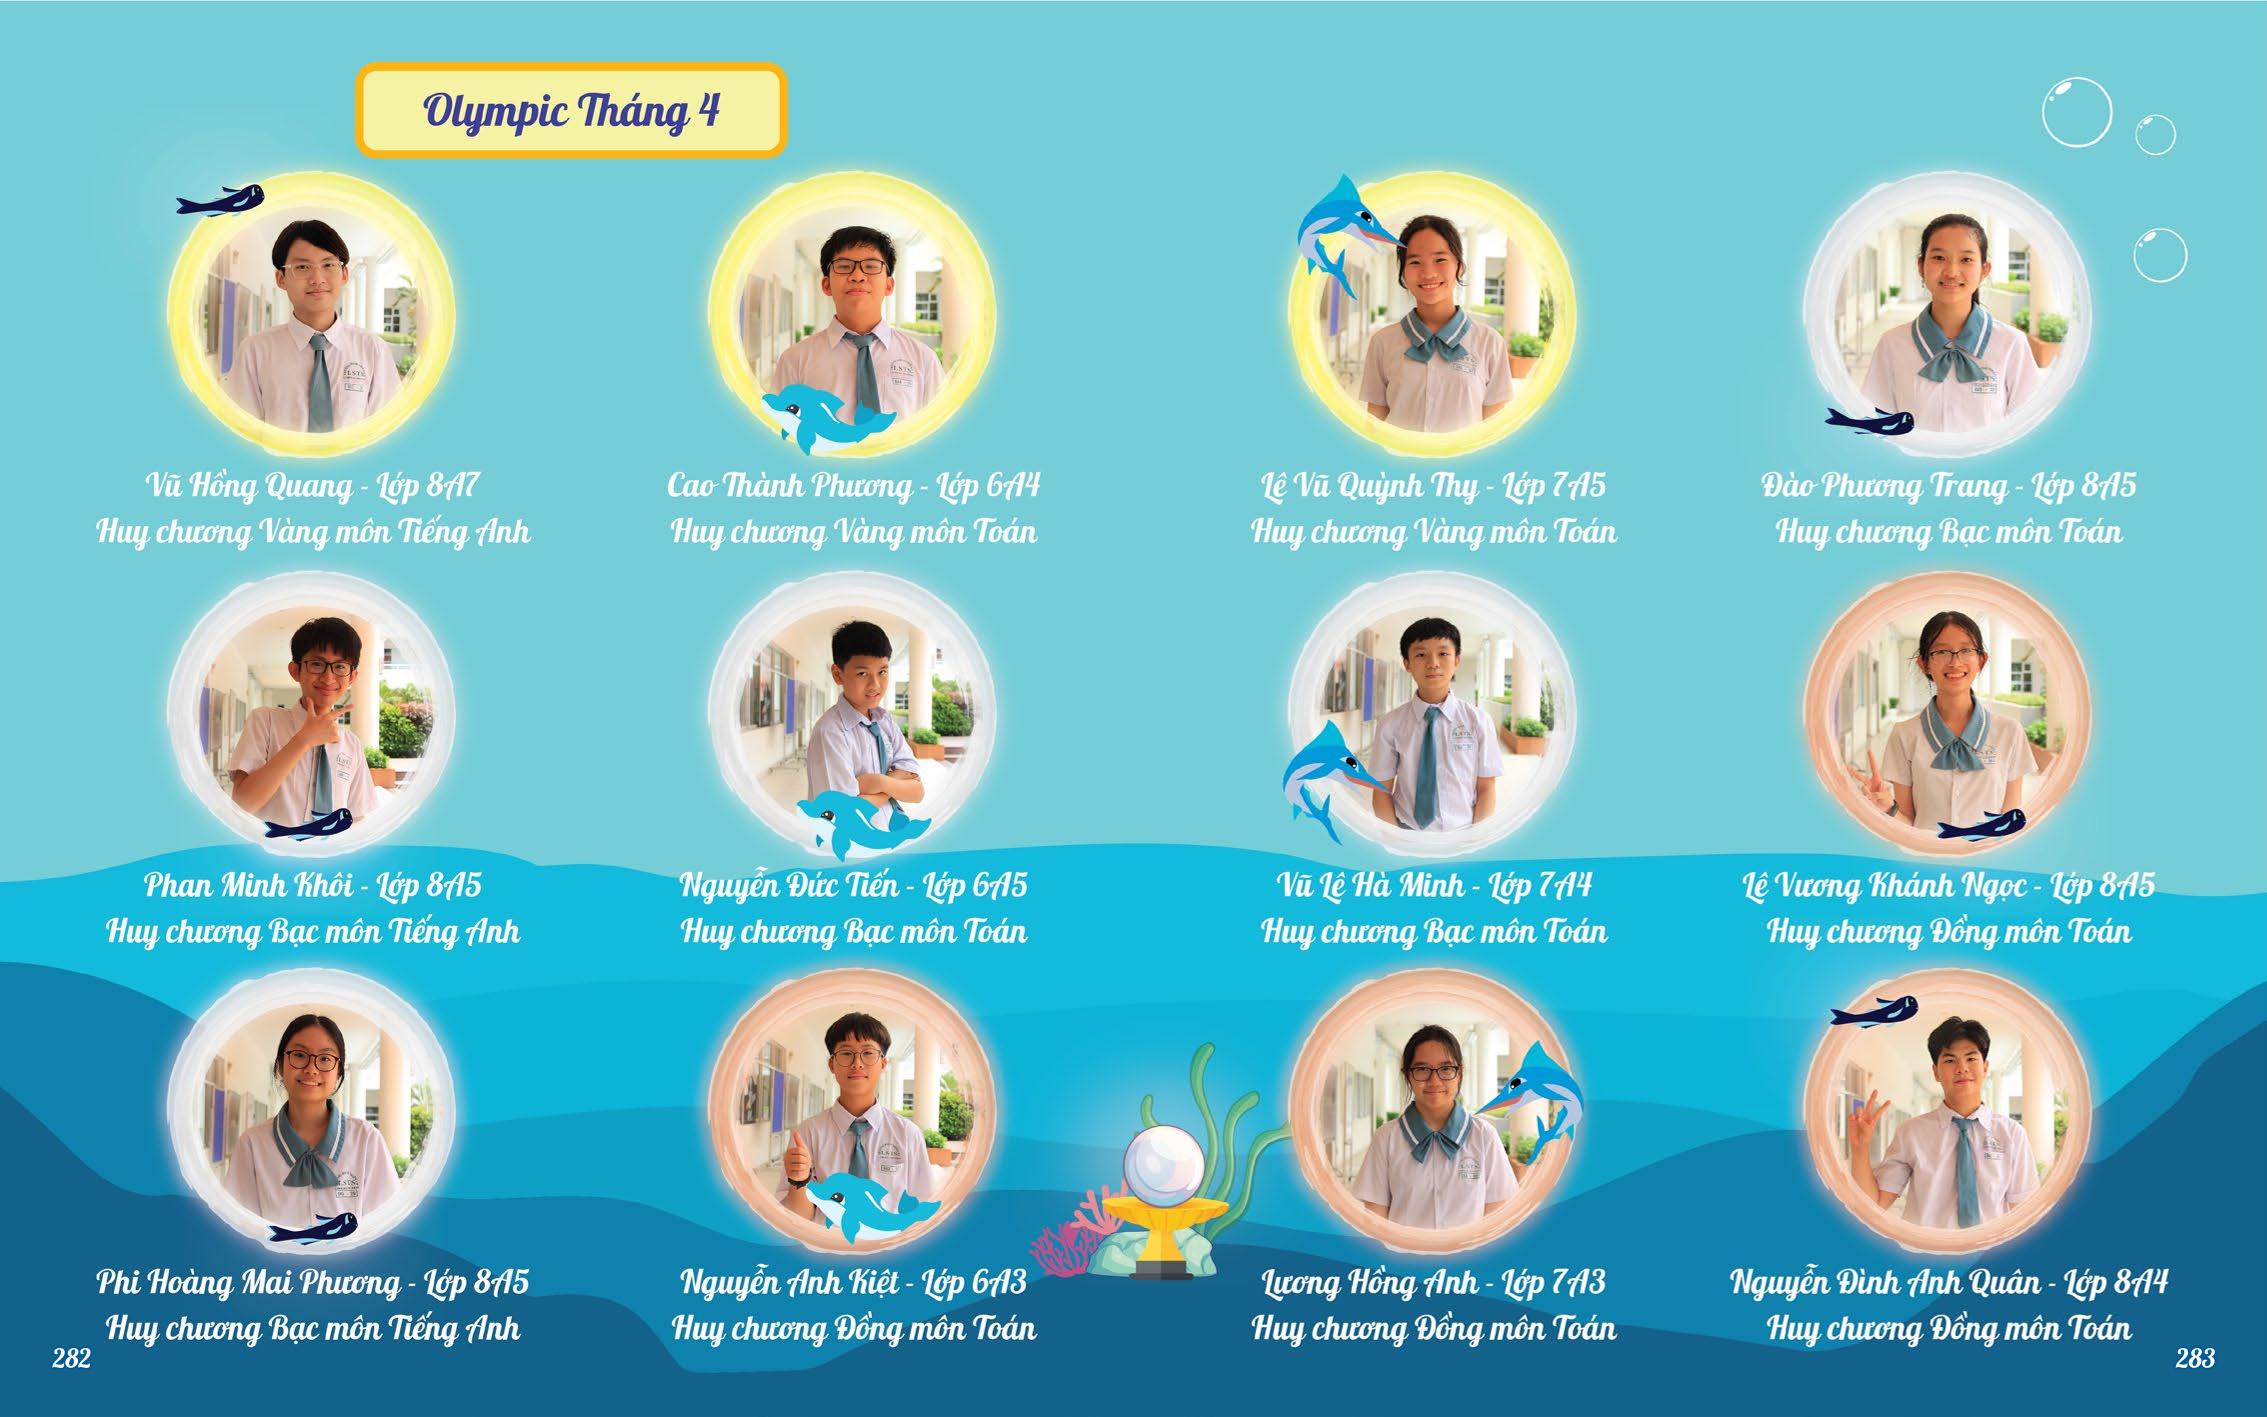 Olympic Tháng 4
Vũ Hồng Quang - Lớp 8A7
Huy chương Vàng môn Tiếng Anh
Cao Thành Phương - Lớp 6A4
Huy chương Vàng môn Toán
Lê Vũ Quỳnh Thy - Lớp 7A5
Huy chương Vàng môn Toán
Đào Phương Trang - Lớp 8A5
Huy chương Bạc môn Toán
Phan Minh Khôi - Lớp 8A5
Huy chương Bạc môn Tiếng Anh
Nguyễn Đức Tiến - Lớp 6A5
Huy chương Bạc môn Toán
Vũ Lê Hà Minh - Lớp 7A4
Huy chương Bạc môn Toán
Lê Vương Khánh Ngọc - Lớp 8A5
Huy chương Đồng môn Toán
Phi Hoàng Mai Phương - Lớp 8A5
Huy chương Bạc môn Tiếng Anh
Nguyễn Anh Kiệt - Lớp 6A3
Huy chương Đồng môn Toán
Lương Hồng Anh - Lớp 7A3
Huy chương Đồng môn Toán
Nguyễn Đình Anh Quân - Lớp 8A4
Huy chương Đồng môn Toán
282
283